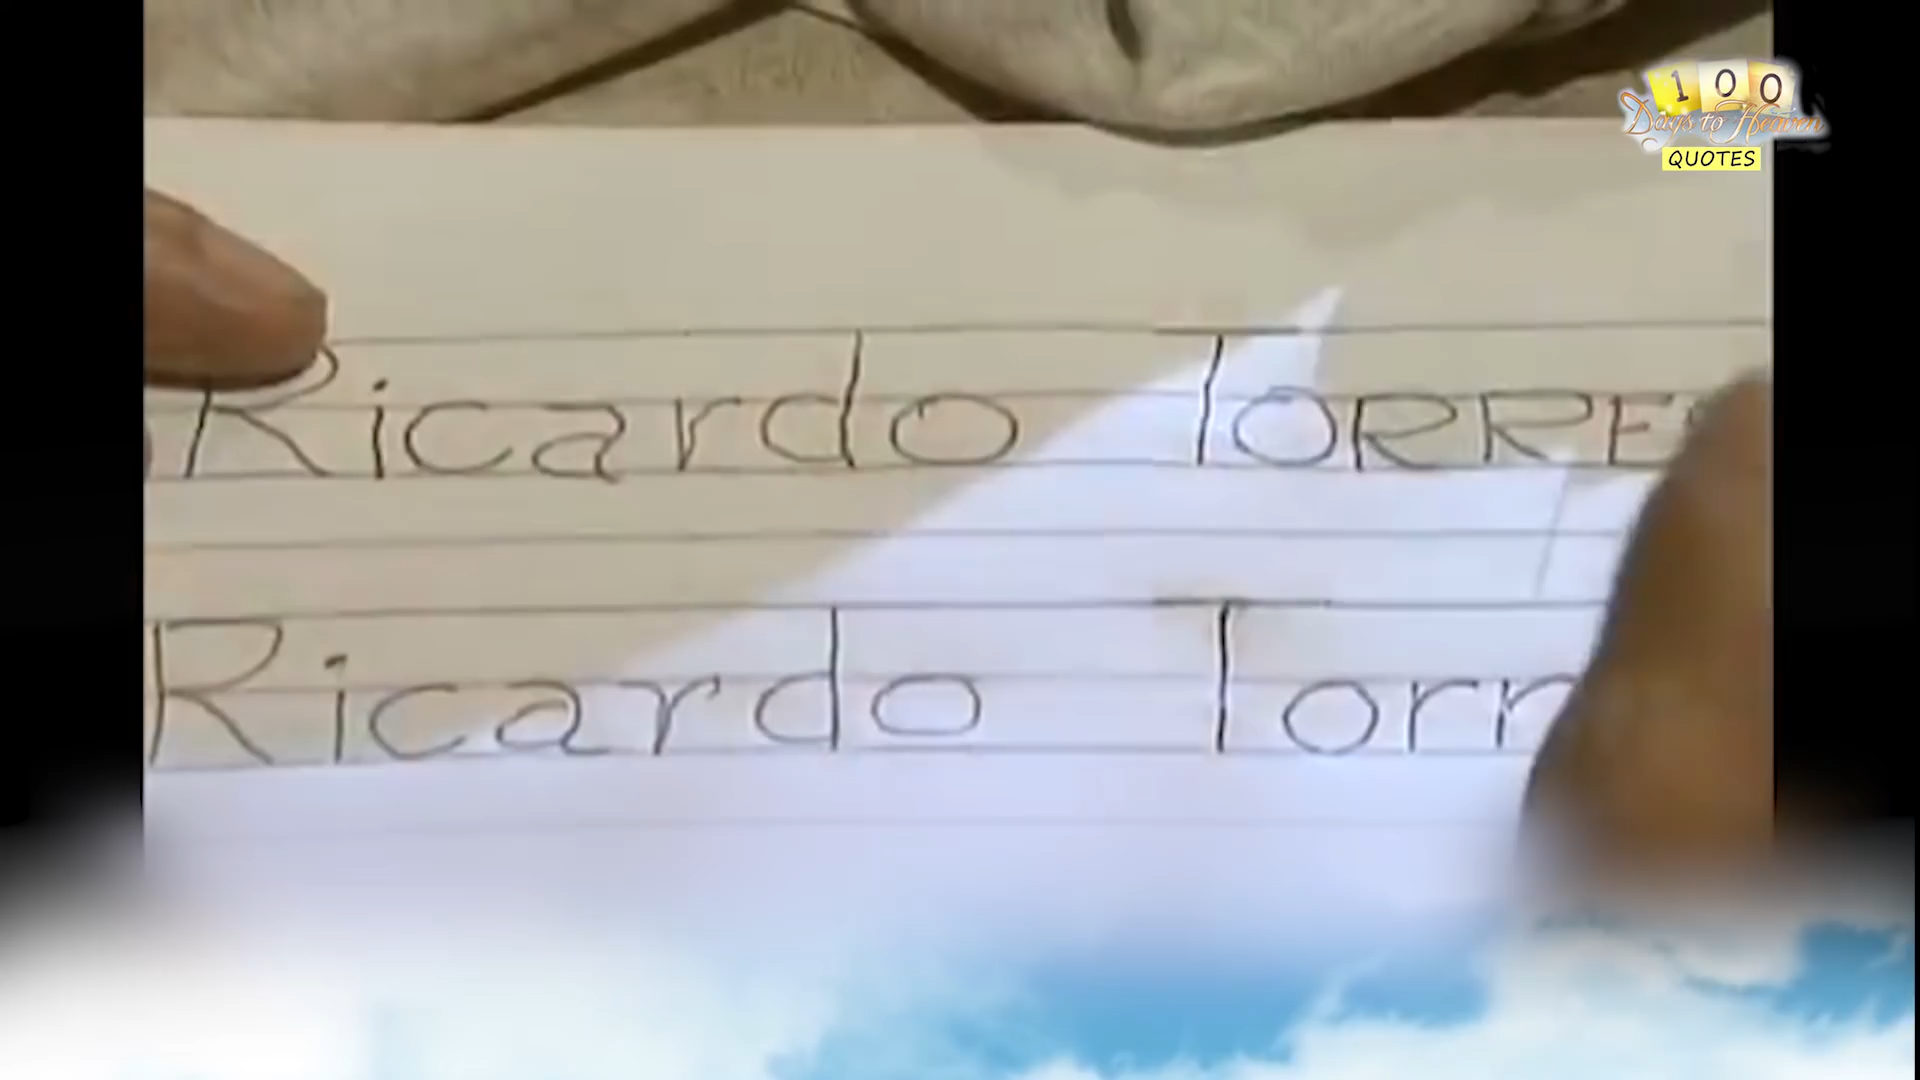 100
Days to Heaven
QUOTES
Ricardo TORRE
Ricardo Torr